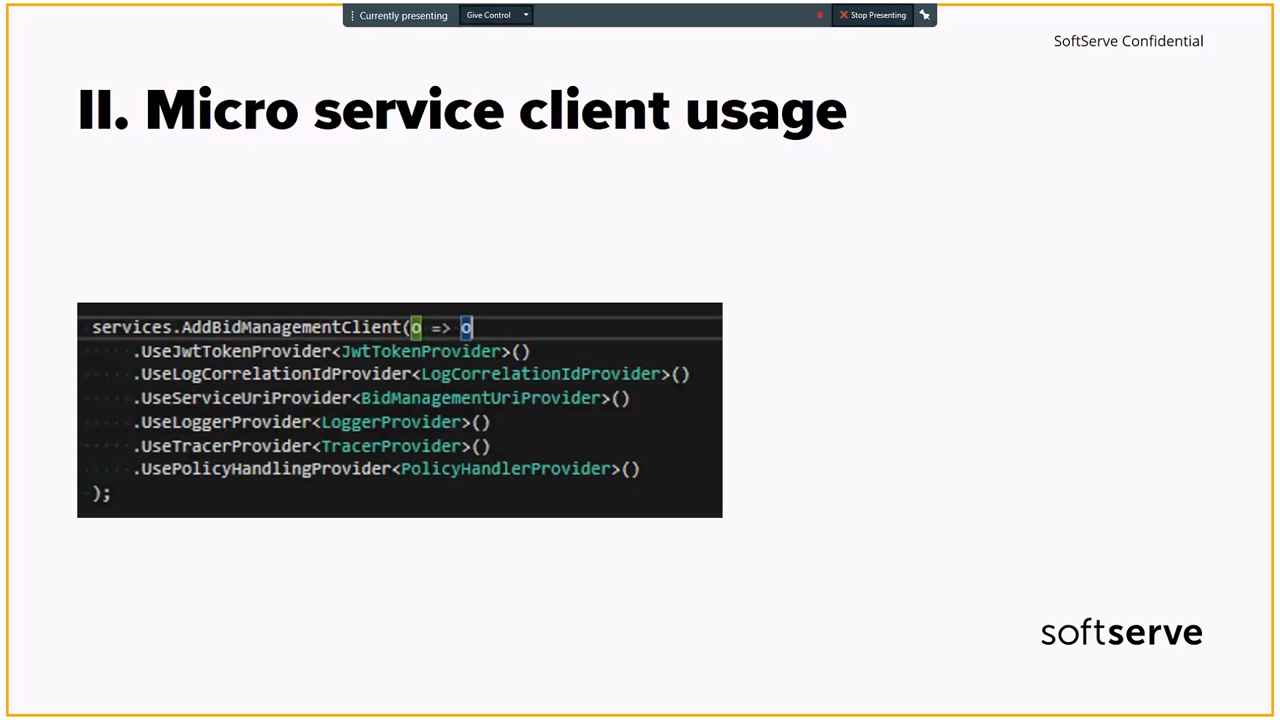 Currently presenting Give Control Stop Presenting
SoftServe Confidential
II. Micro service client usage
services.AddBidManagementClient(o => o
.UseJwtTokenProvider<JwtTokenProvider>()
.UseLogCorrelationIdProvider<LogCorrelationIdProvider>()
.UseServiceUriProvider<BidManagementUriProvider>()
.UseLoggerProvider<LoggerProvider>()
.UseTracerProvider<TracerProvider>()
.UsePolicyHandlingProvider<PolicyHandlerProvider>()
);
softserve